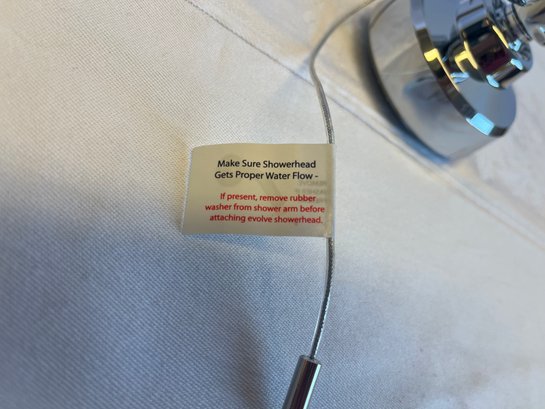 Make Sure Showerhead
Gets Proper Water Flow -
If present, remove rubber
washer from shower arm before
attaching evolve showerhead.